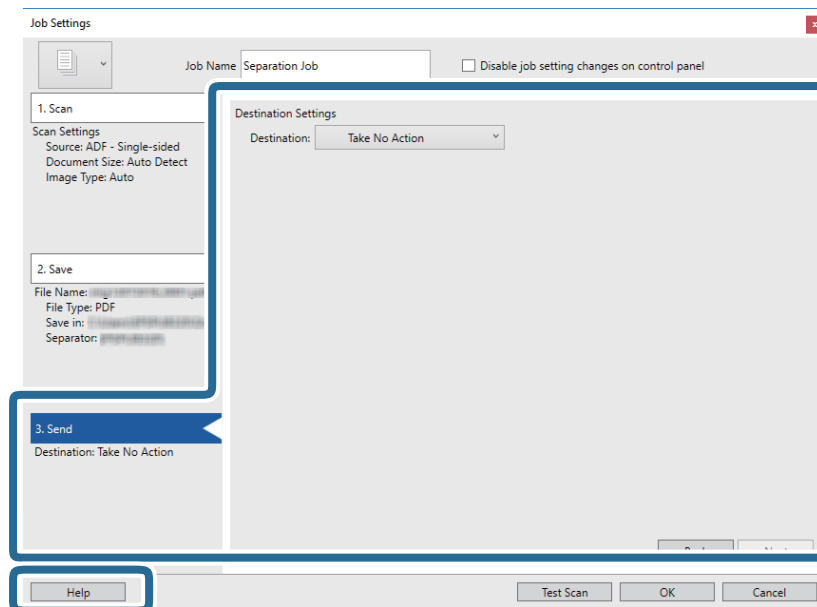 Job Settings
Job Name Separation Job
Disable job setting changes on control panel
1. Scan
Scan Settings
Source: ADF - Single-sided
Document Size: Auto Detect
Image Type: Auto
2. Save
File Name:
File Type: PDF
Save in:
Separator:
3. Send
Destination: Take No Action
Destination Settings
Destination: Take No Action
Help
Test Scan
OK
Cancel